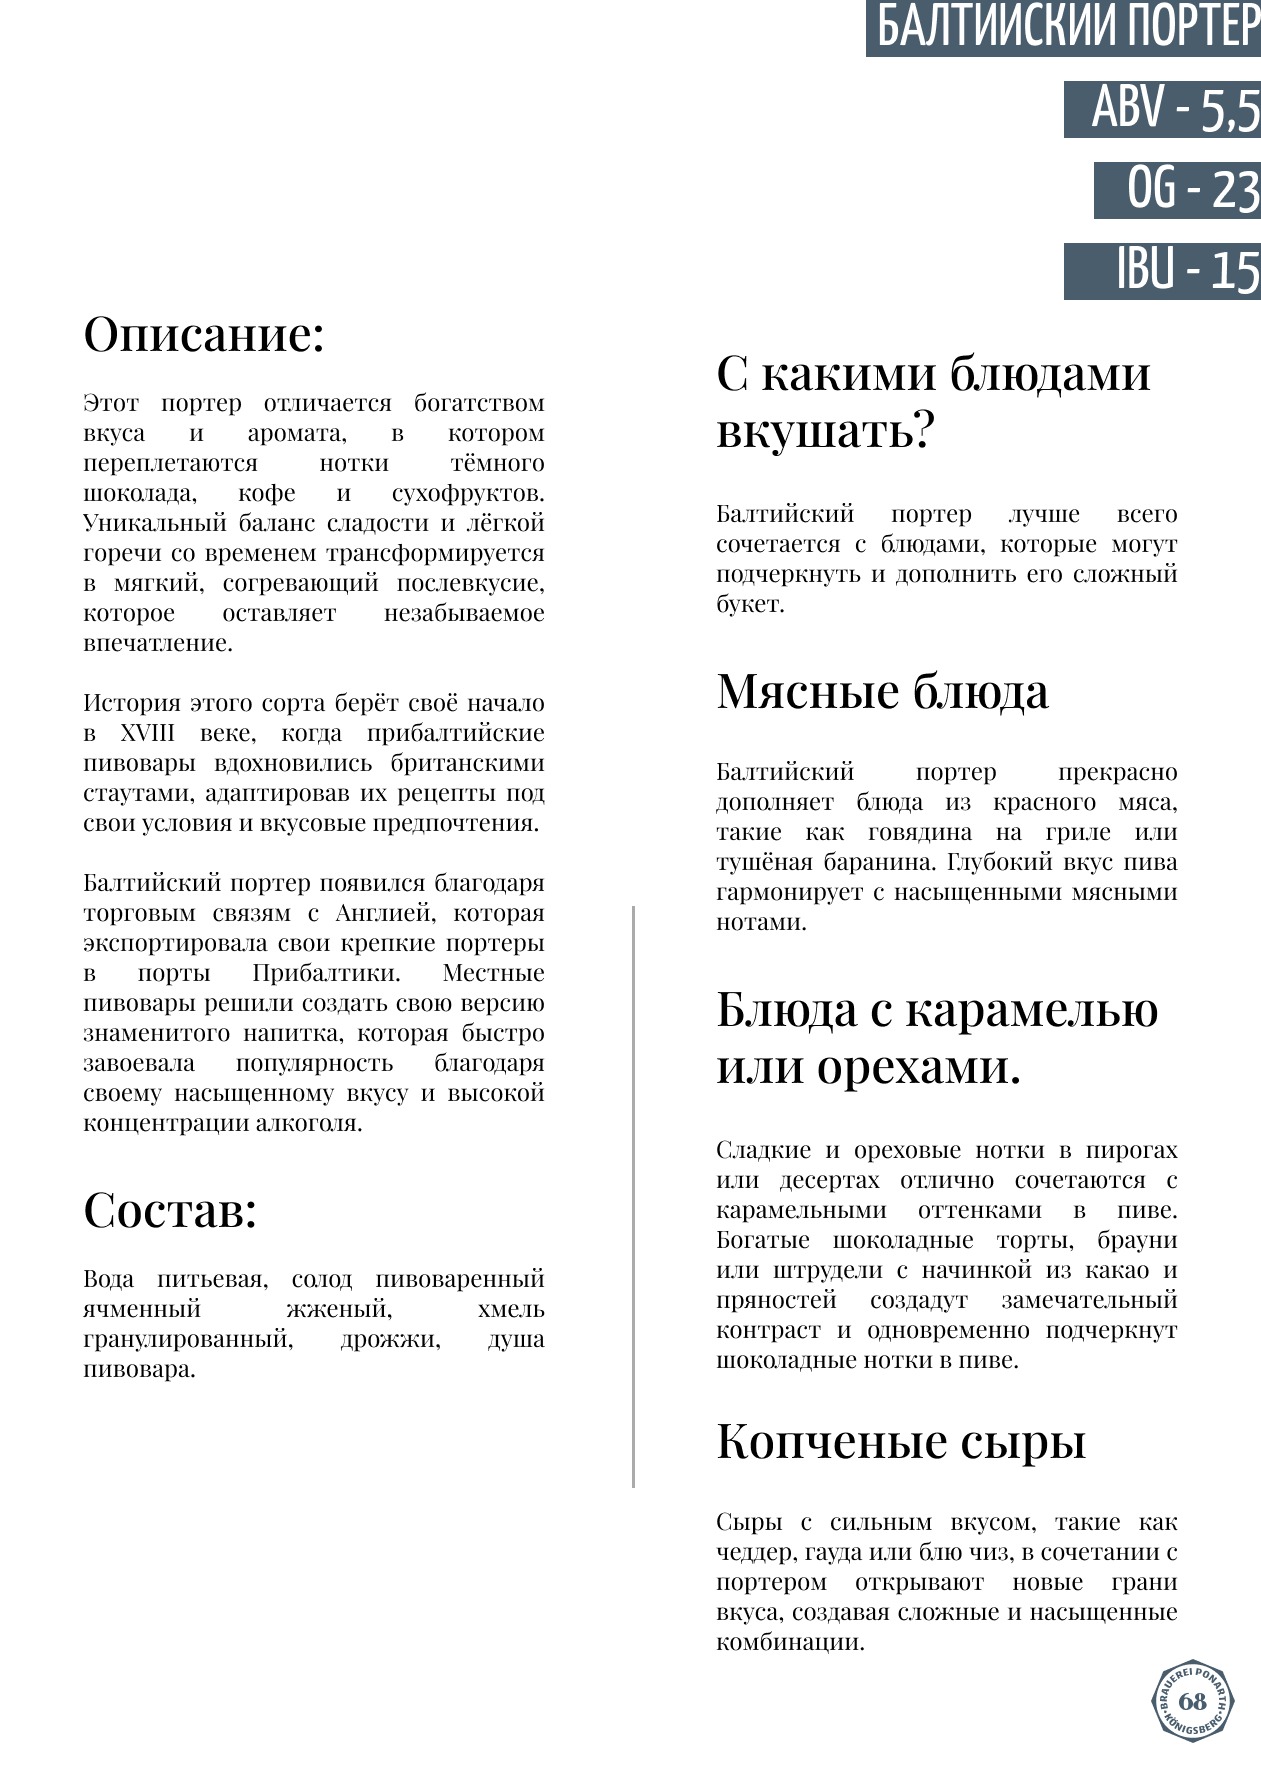 БАЛТИЙСКИЙ ПОРТЕР
ABV - 5,5
OG - 23
IBU - 15
Описание:
Этот портер отличается богатством
вкуса и аромата, в котором
переплетаются нотки тёмного
шоколада, кофе и сухофруктов.
Уникальный баланс сладости и лёгкой
горечи со временем трансформируется
в мягкий, согревающий послевкусие,
которое оставляет незабываемое
впечатление.
История этого сорта берёт своё начало
в XVIII веке, когда прибалтийские
пивовары вдохновились британскими
стаутами, адаптировав их рецепты под
свои условия и вкусовые предпочтения.
Балтийский портер появился благодаря
торговым связям с Англией, которая
экспортировала свои крепкие портеры
в порты Прибалтики. Местные
пивовары решили создать свою версию
знаменитого напитка, которая быстро
завоевала популярность благодаря
своему насыщенному вкусу и высокой
концентрации алкоголя.
Состав:
Вода питьевая, солод пивоваренный
ячменный жженый, хмель
гранулированный, дрожжи, душа
пивовара.
С какими блюдами
вкушать?
Балтийский портер лучше всего
сочетается с блюдами, которые могут
подчеркнуть и дополнить его сложный
букет.
Мясные блюда
Балтийский портер прекрасно
дополняет блюда из красного мяса,
такие как говядина на гриле или
тушёная баранина. Глубокий вкус пива
гармонирует с насыщенными мясными
нотами.
Блюда с карамелью
или орехами.
Сладкие и ореховые нотки в пирогах
или десертах отлично сочетаются с
карамельными оттенками в пиве.
Богатые шоколадные торты, брауни
или штрудели с начинкой из какао и
пряностей создадут замечательный
контраст и одновременно подчеркнут
шоколадные нотки в пиве.
Копченые сыры
Сыры с сильным вкусом, такие как
чеддер, гауда или блю чиз, в сочетании с
портером открывают новые грани
вкуса, создавая сложные и насыщенные
комбинации.
BRAUEREI PONARTH
68
KÖNIGSBERG